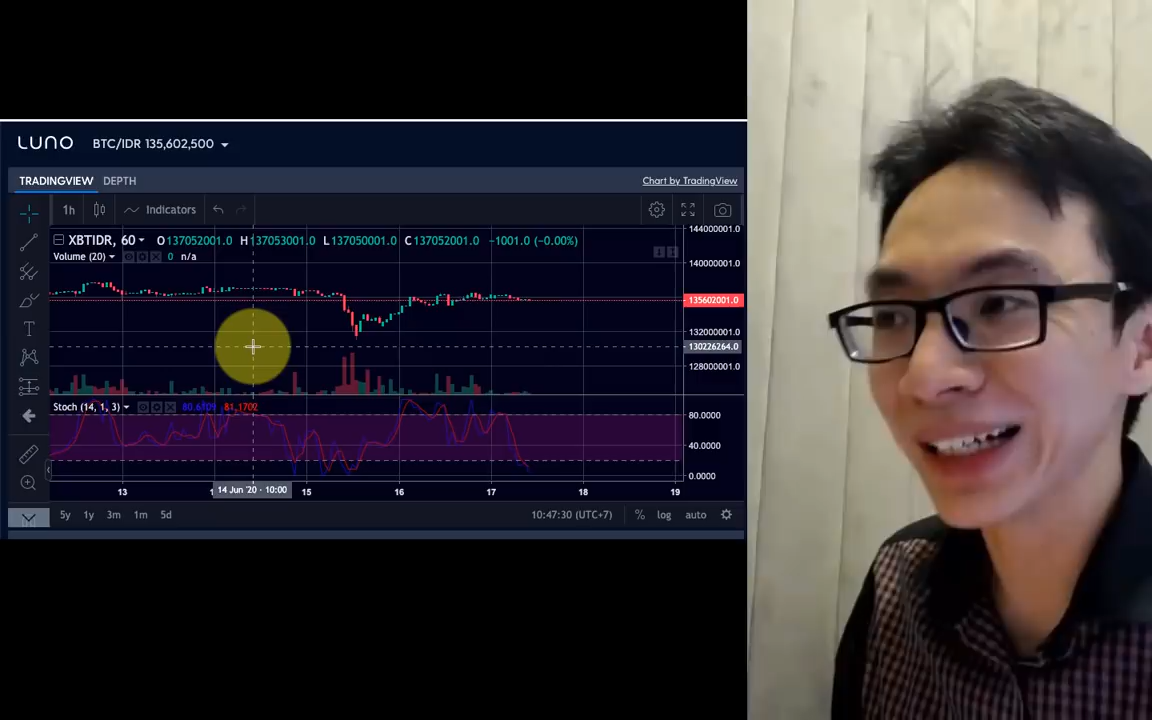 LUNO BTC/IDR 135,602,500
TRADINGVIEW DEPTH Chart by TradingView
1h Indicators
144000001.0
XBTIDR, 60 O 137052001.0 H 137053001.0 L 137050001.0 C 137052001.0 −1001.0 (−0.00%)
Volume (20) 0 n/a
140000001.0
135602001.0
132000001.0
130226264.0
128000001.0
Stoch (14, 1, 3) 81.1702
80.0000
40.0000
0.0000
13 14 Jun '20 - 10:00 15 16 17 18 19
5y 1y 3m 1m 5d 10:47:30 (UTC+7) % log auto